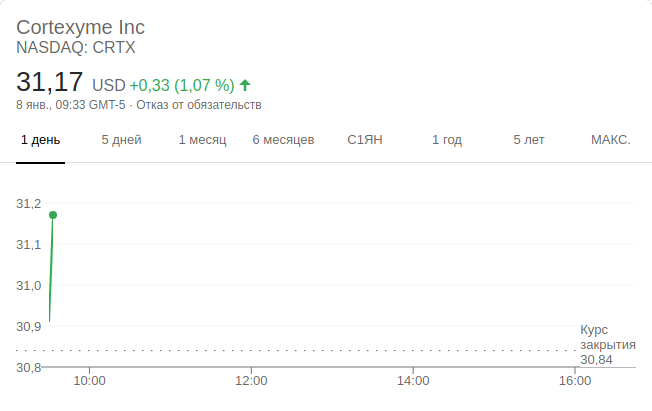 Cortexyme Inc
NASDAQ: CRTX
31,17 USD +0,33 (1,07 %)
8 янв., 09:33 GMT-5 · Отказ от обязательств
1 день 5 дней 1 месяц 6 месяцев С1ЯН 1 год 5 лет МАКС.
31,2
31,1
31,0
30,9
30,8
Курс
закрытия
30,84
10:00 12:00 14:00 16:00